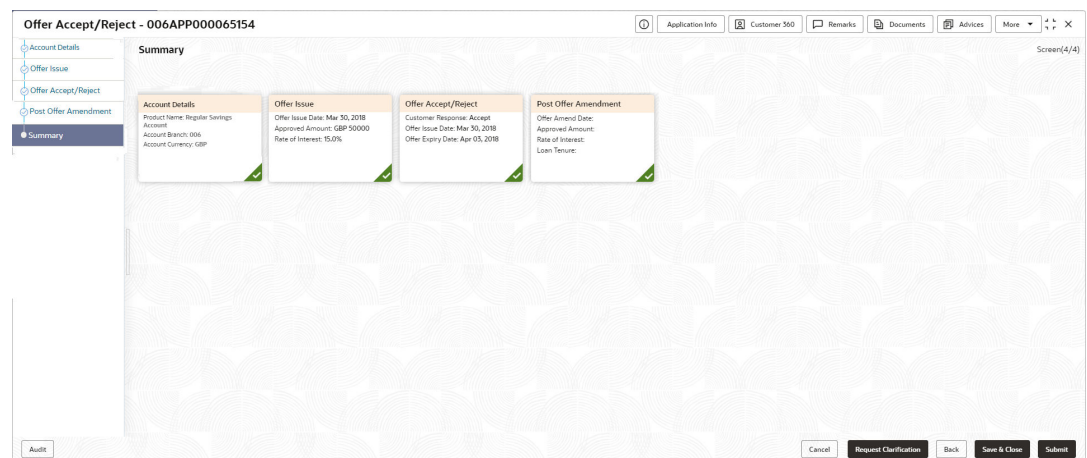 Offer Accept/Reject - 006APP000065154
Application Info
Customer 360
Remarks
Documents
Advices
More
Account Details
Offer Issue
Offer Accept/Reject
Post Offer Amendment
Summary
Summary
Screen(4/4)
Account Details
Product Name: Regular Savings
Account
Account Branch: 006
Account Currency: GBP
Offer Issue
Offer Issue Date: Mar 30, 2018
Approved Amount: GBP 50000
Rate of Interest: 15.0%
Offer Accept/Reject
Customer Response: Accept
Offer Issue Date: Mar 30, 2018
Offer Expiry Date: Apr 03, 2018
Post Offer Amendment
Offer Amend Date:
Approved Amount:
Rate of Interest:
Loan Tenure:
Audit
Cancel
Request Clarification
Back
Save & Close
Submit